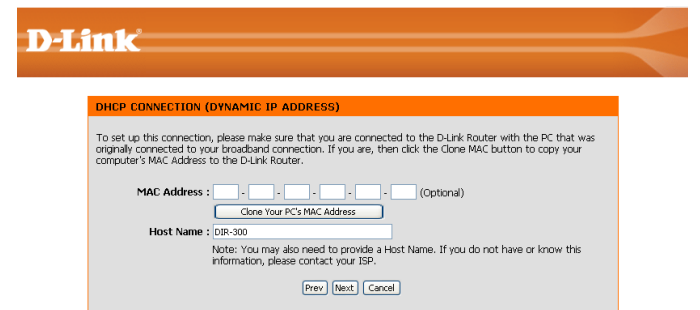 D-Link
DHCP CONNECTION (DYNAMIC IP ADDRESS)
To set up this connection, please make sure that you are connected to the D-Link Router with the PC that was
originally connected to your broadband connection. If you are, then click the Clone MAC button to copy your
computer's MAC Address to the D-Link Router.
MAC Address : - - - - - (Optional)
Clone Your PC's MAC Address
Host Name : DIR-300
Note: You may also need to provide a Host Name. If you do not have or know this
information, please contact your ISP.
Prev Next Cancel